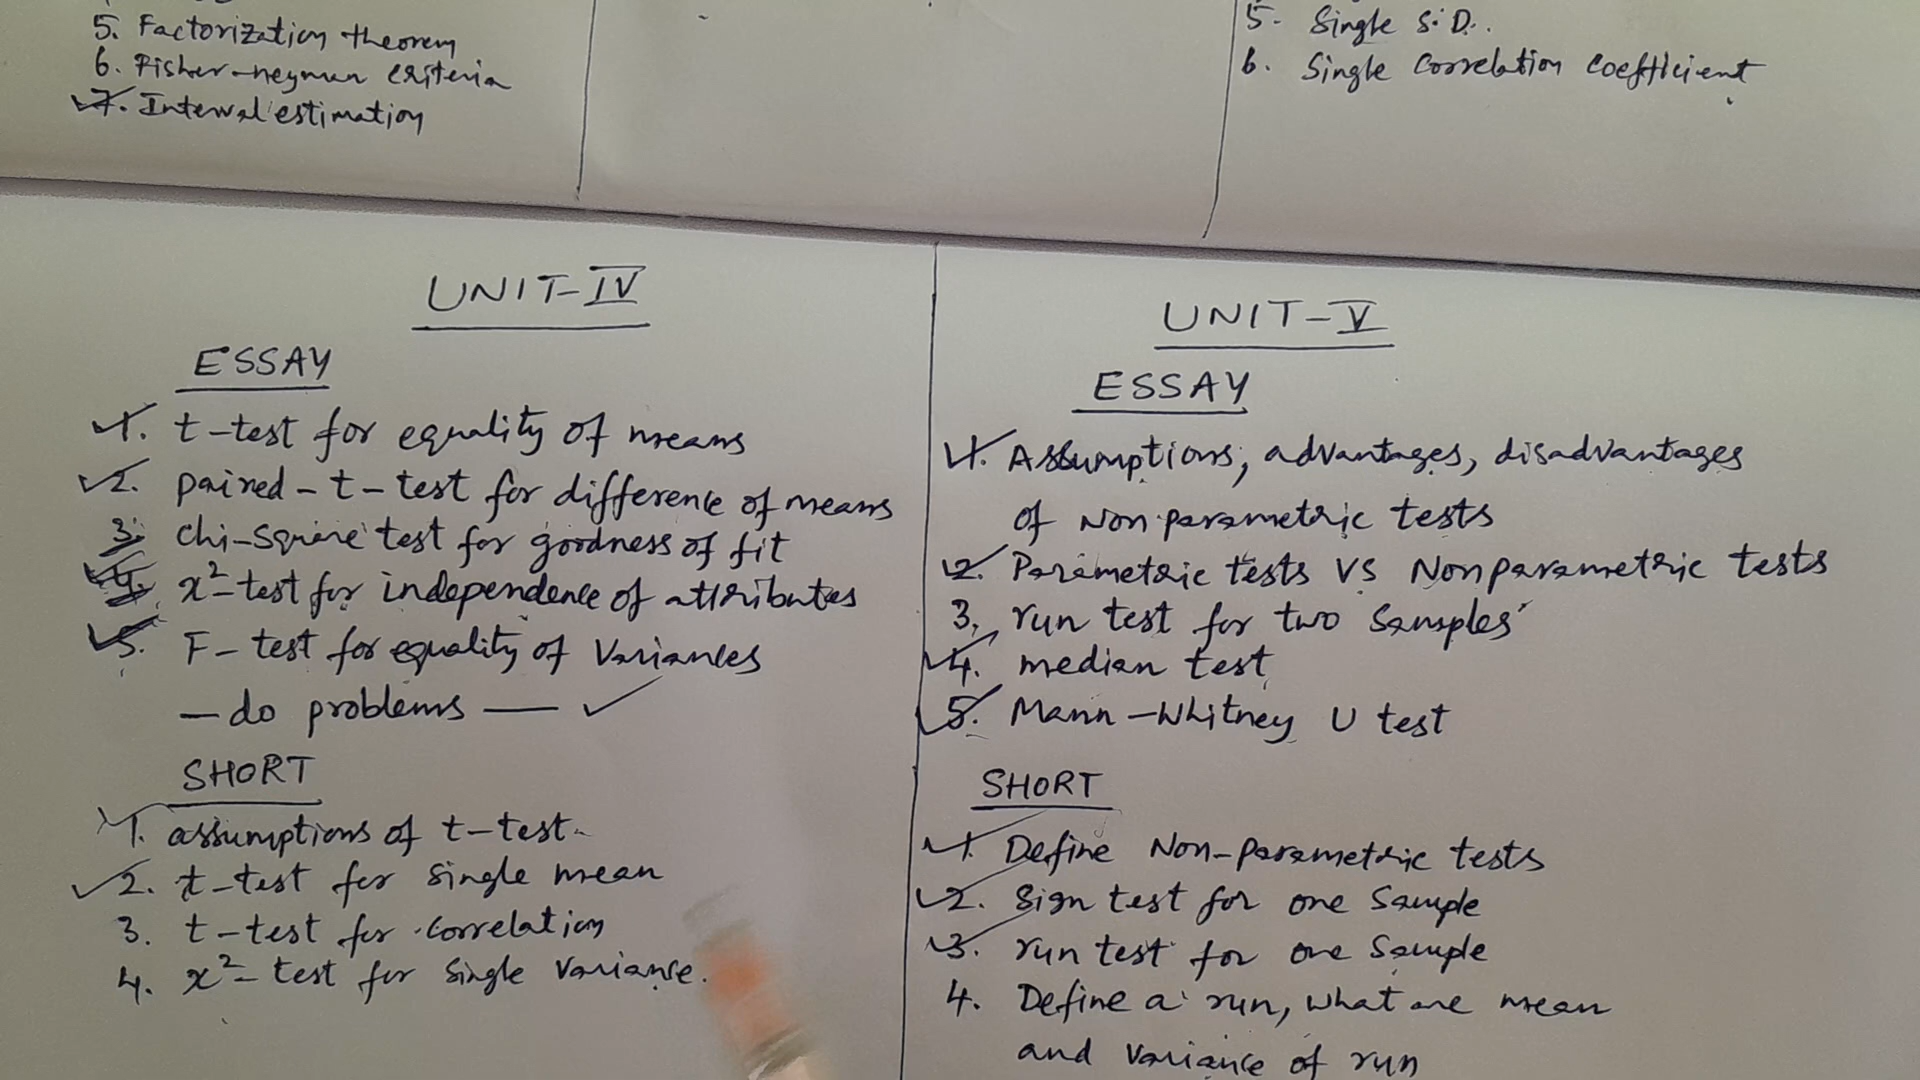 5. Factorization theorem
6. Fisher-neyman criteria
7. Interval estimation
5. Single S.D.
6. Single Correlation Coefficient
UNIT-IV
ESSAY
1. t-test for equality of means
2. paired-t-test for difference of means
3. Chi-Square test for goodness of fit
4. x²-test for independence of attributes
5. F-test for equality of Variances
— do problems — ✓
SHORT
1. assumptions of t-test.
2. t-test for Single mean
3. t-test for Correlation
4. x²-test for Single Variance.
UNIT-V
ESSAY
1. Assumptions, advantages, disadvantages
of Non parametric tests
2. Parametric tests VS Nonparametric tests
3. run test for two Samples
4. median test
5. Mann-Whitney U test
SHORT
1. Define Non-parametric tests
2. Sign test for one Sample
3. run test for one Sample
4. Define a run, what are mean
and Variance of run